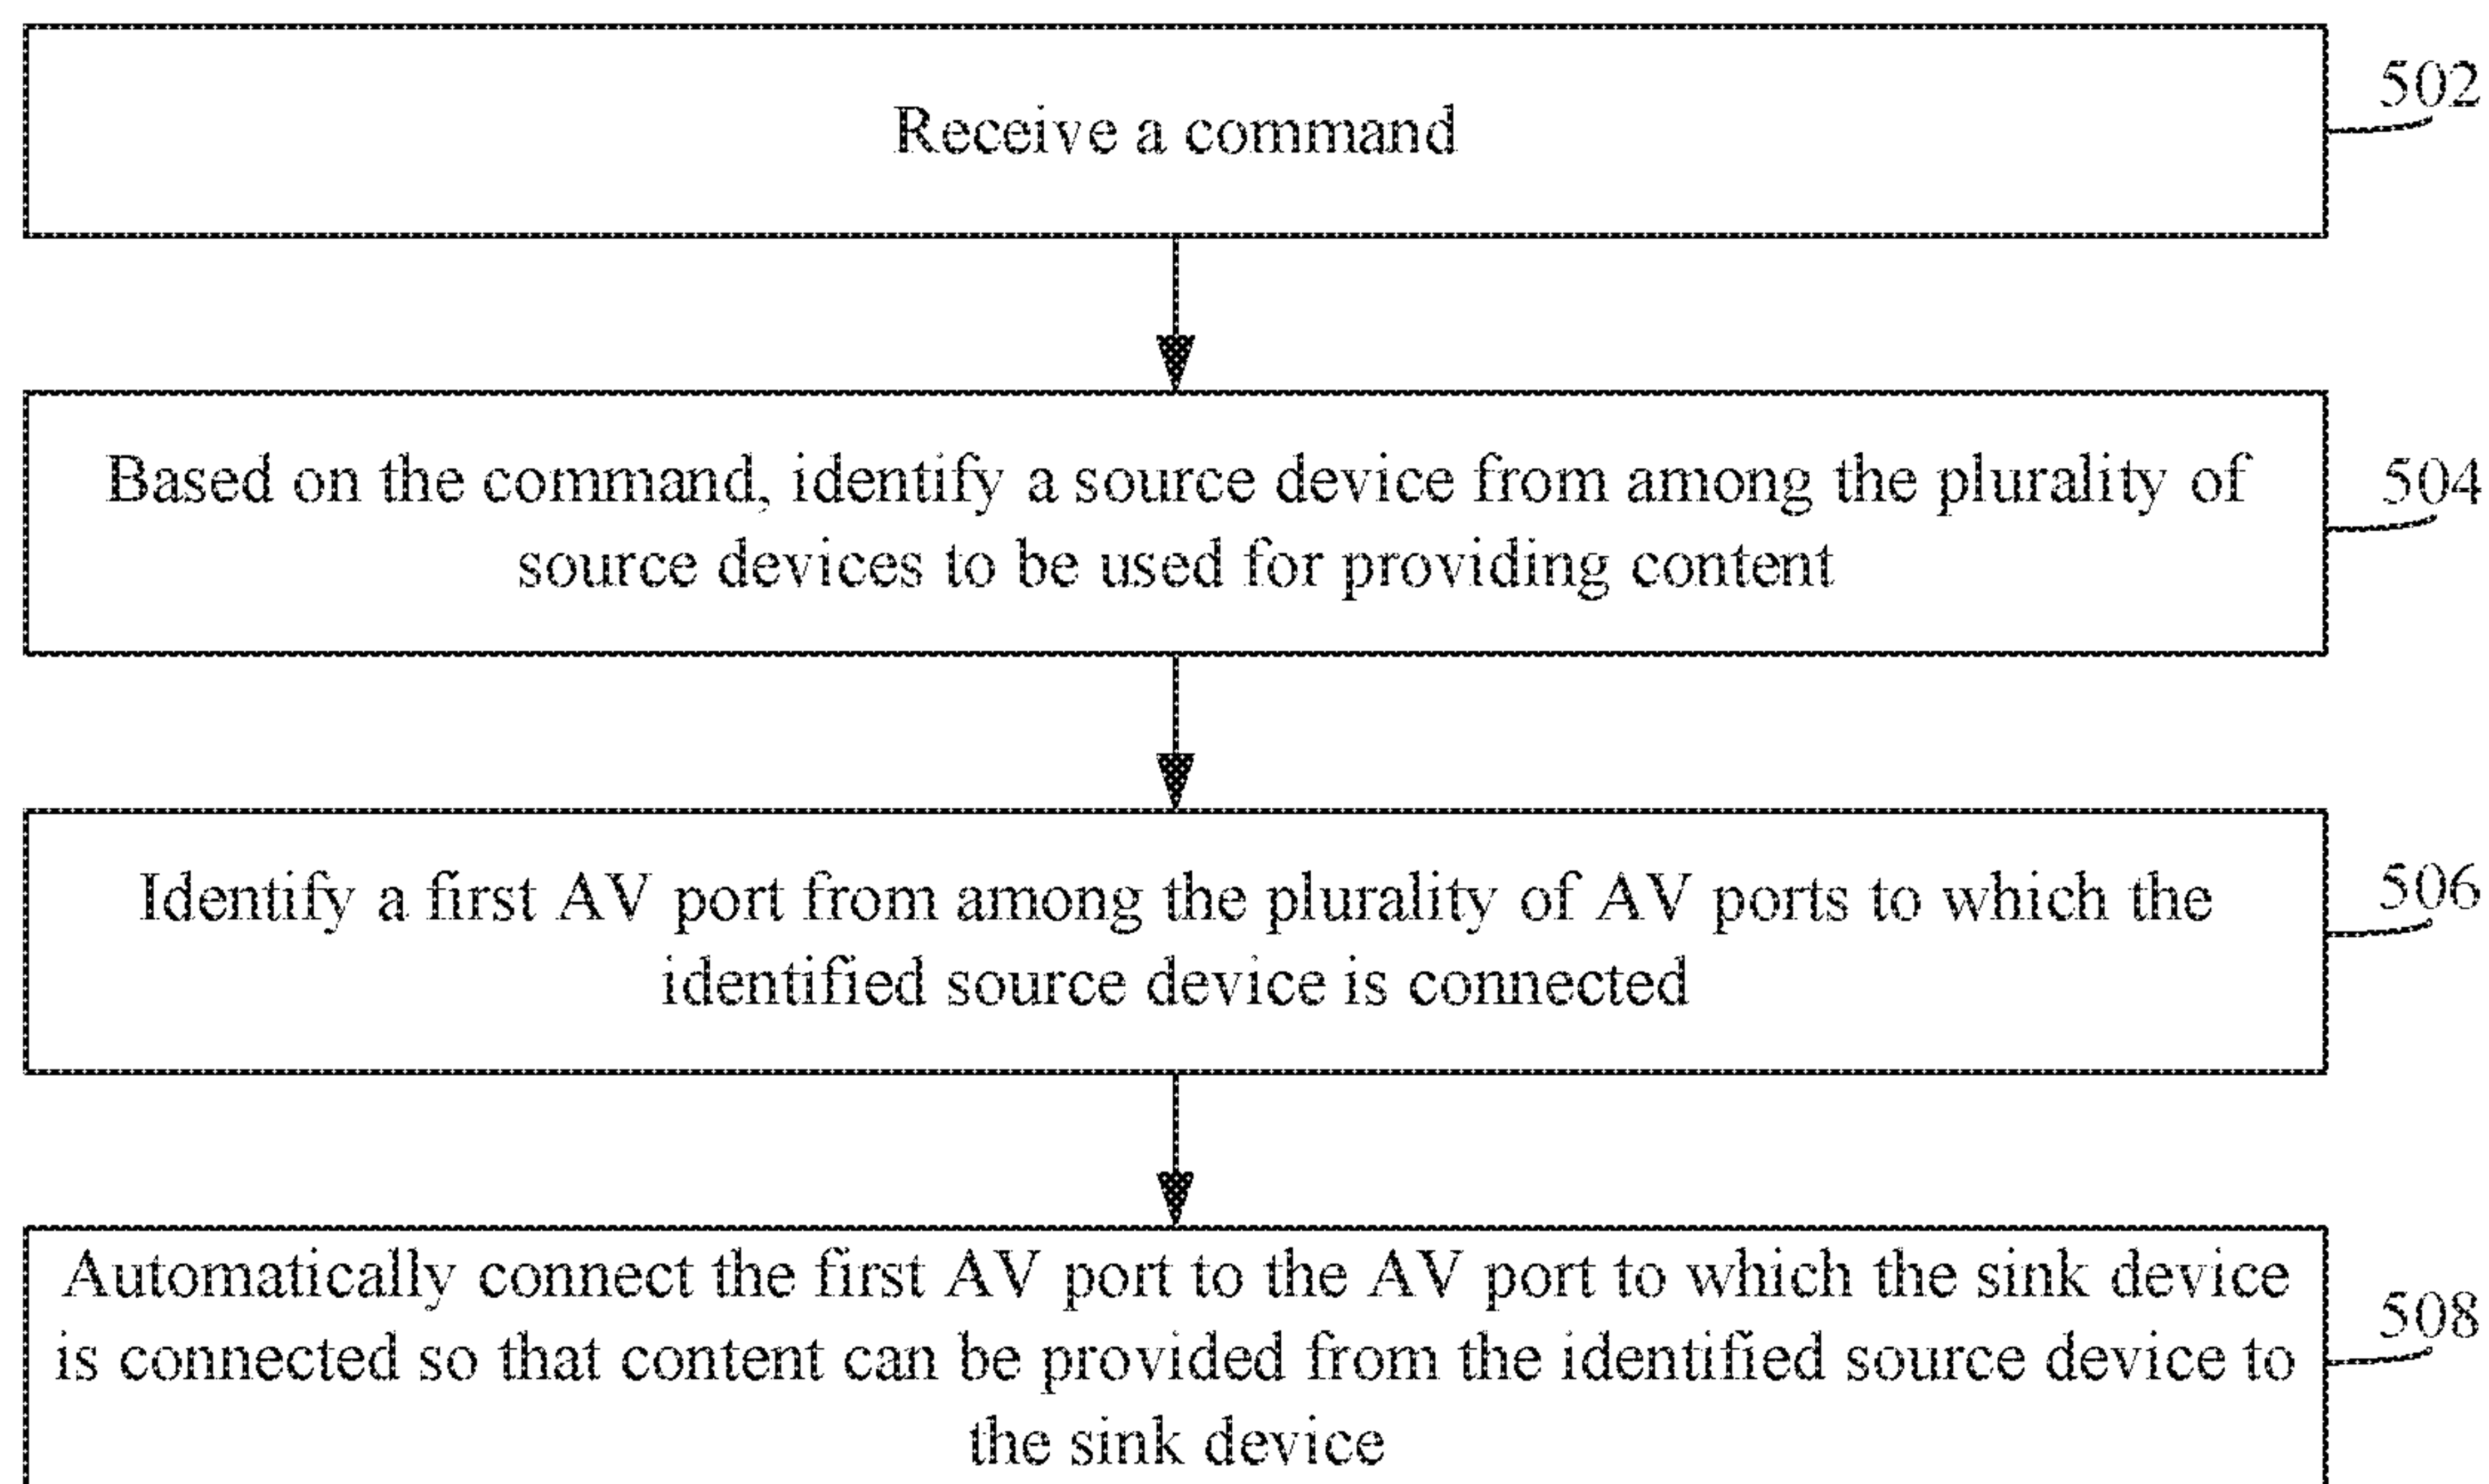 Receive a command
502
Based on the command, identify a source device from among the plurality of
source devices to be used for providing content
504
Identify a first AV port from among the plurality of AV ports to which the
identified source device is connected
506
Automatically connect the first AV port to the AV port to which the sink device
is connected so that content can be provided from the identified source device to
the sink device
508